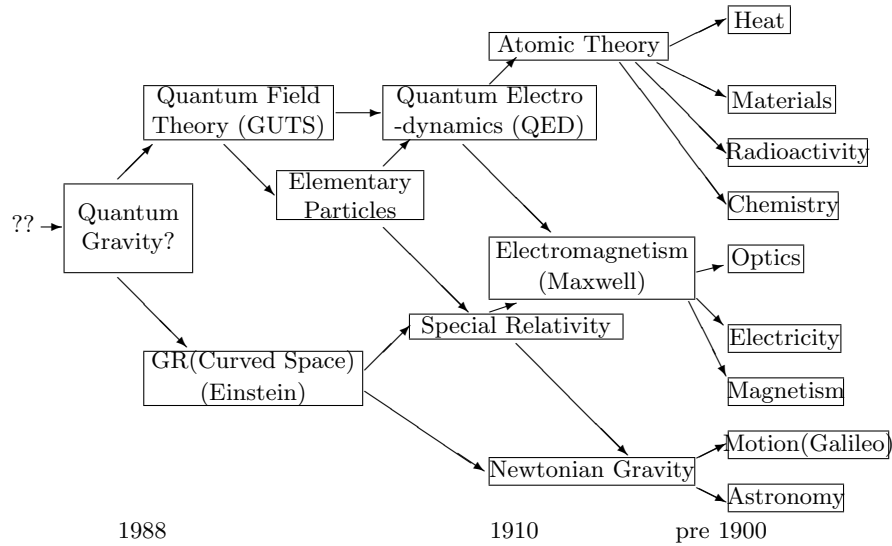 Heat
Atomic Theory
Quantum Field
Theory (GUTS)
Quantum Electro
-dynamics (QED)
Materials
Radioactivity
Elementary
Particles
Chemistry
??
Quantum
Gravity?
Electromagnetism
(Maxwell)
Optics
Special Relativity
Electricity
GR(Curved Space)
(Einstein)
Magnetism
Motion(Galileo)
Newtonian Gravity
Astronomy
1988
1910
pre 1900